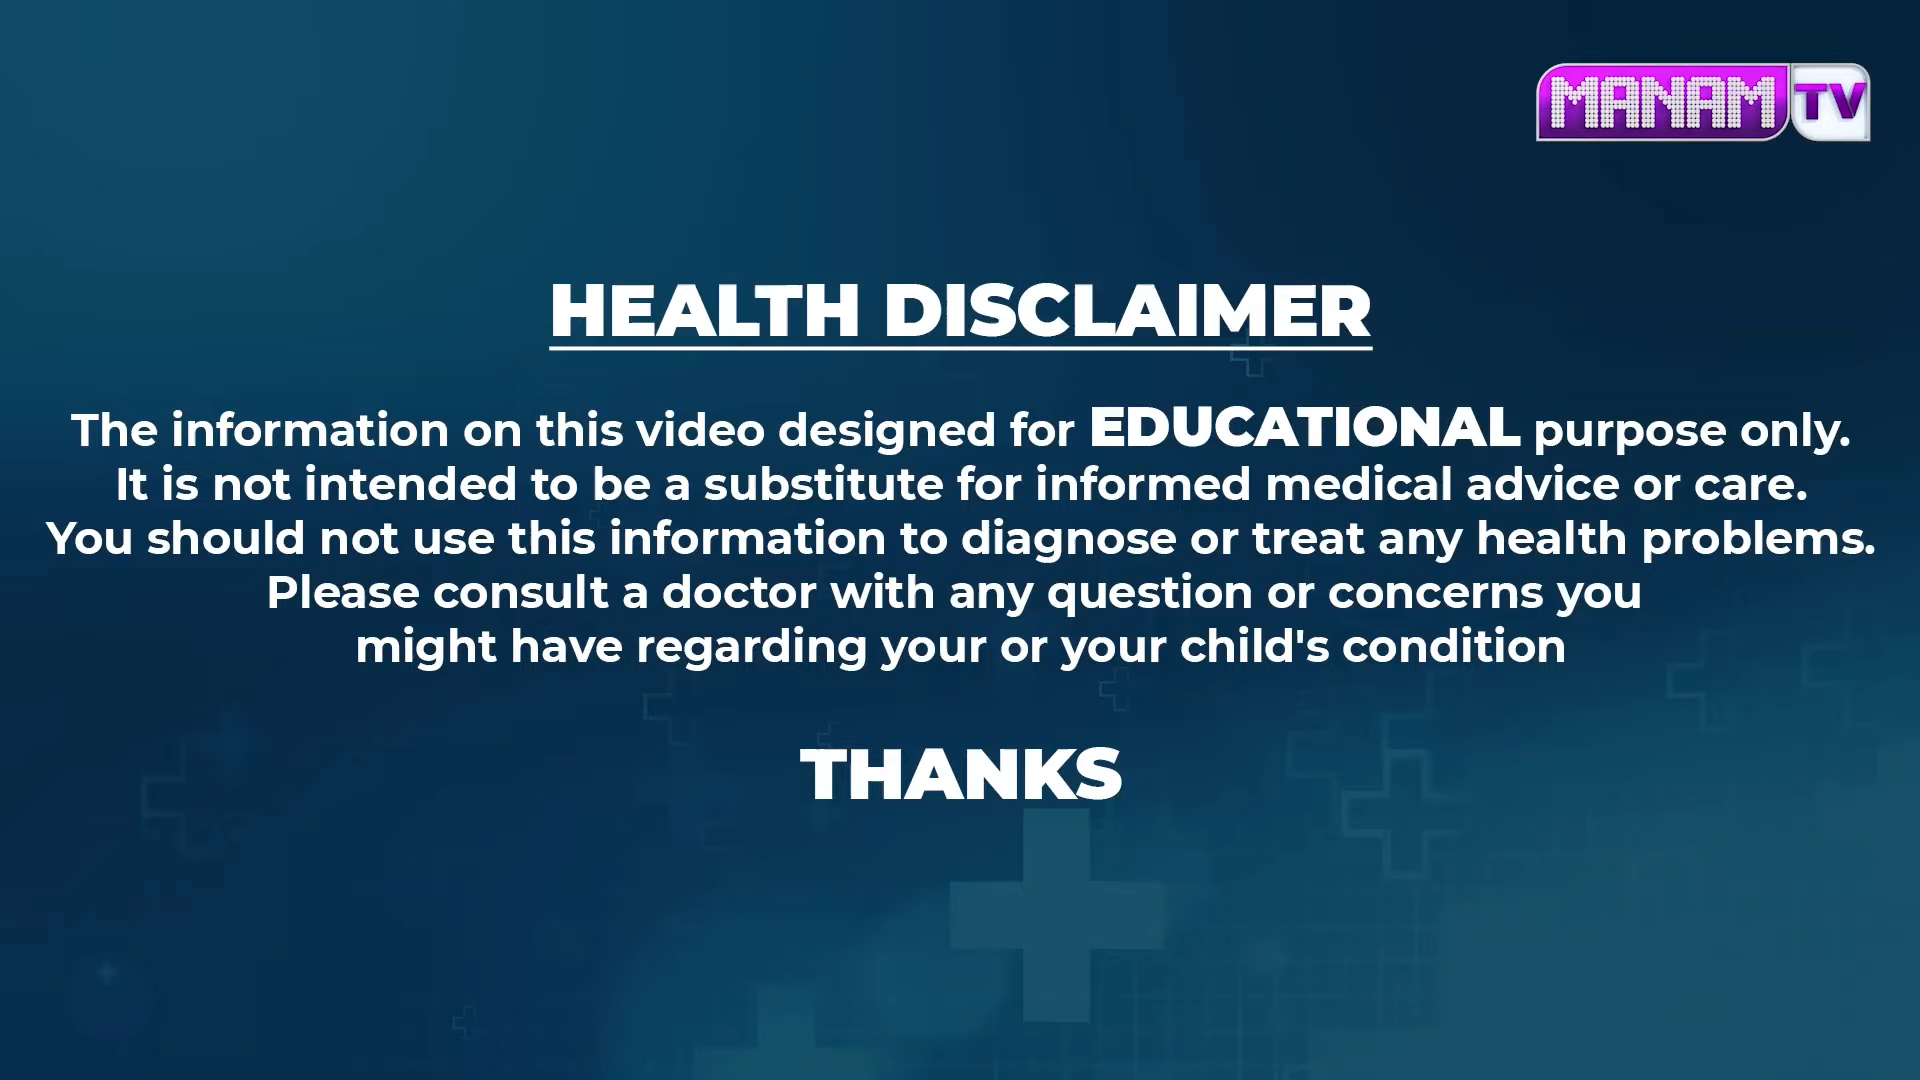 MANAM TV
HEALTH DISCLAIMER
The information on this video designed for EDUCATIONAL purpose only.
It is not intended to be a substitute for informed medical advice or care.
You should not use this information to diagnose or treat any health problems.
Please consult a doctor with any question or concerns you
might have regarding your or your child's condition
THANKS